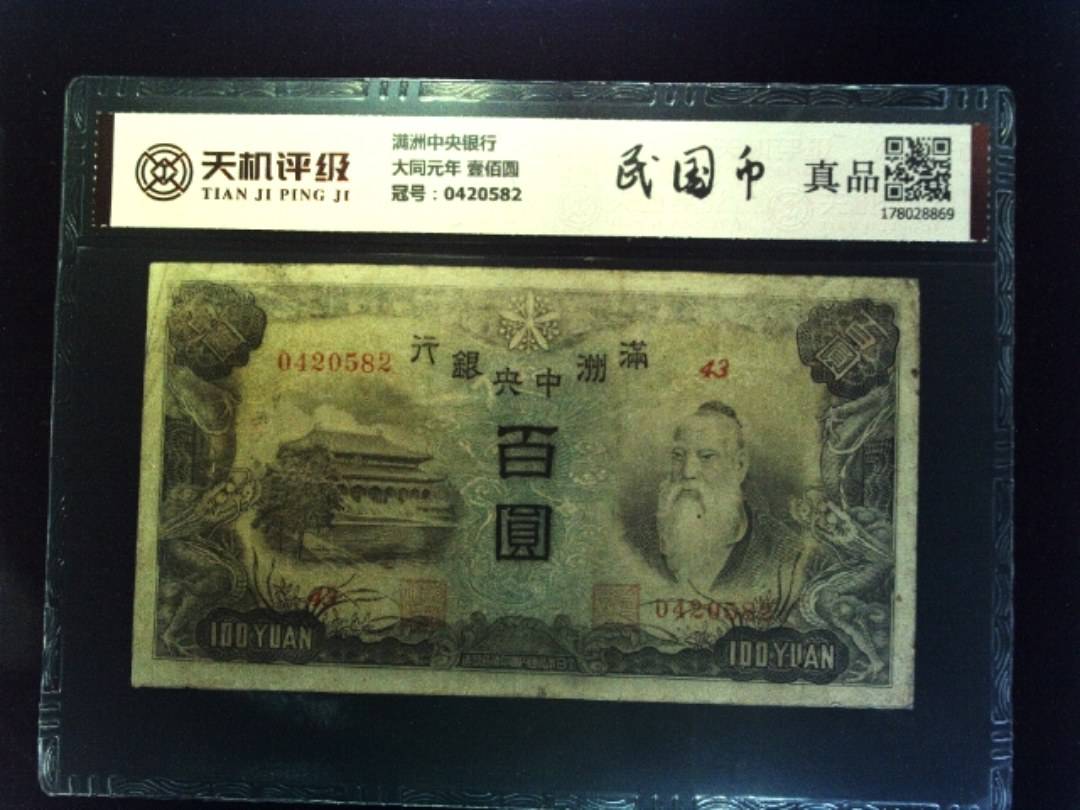 天机评级
TIAN JI PING JI
满洲中央银行
大同元年 壹佰圆
冠号：0420582
民国币
真品
178028869
0420582
行銀央中洲滿
43
百圓
43
0420582
100 YUAN
100 YUAN